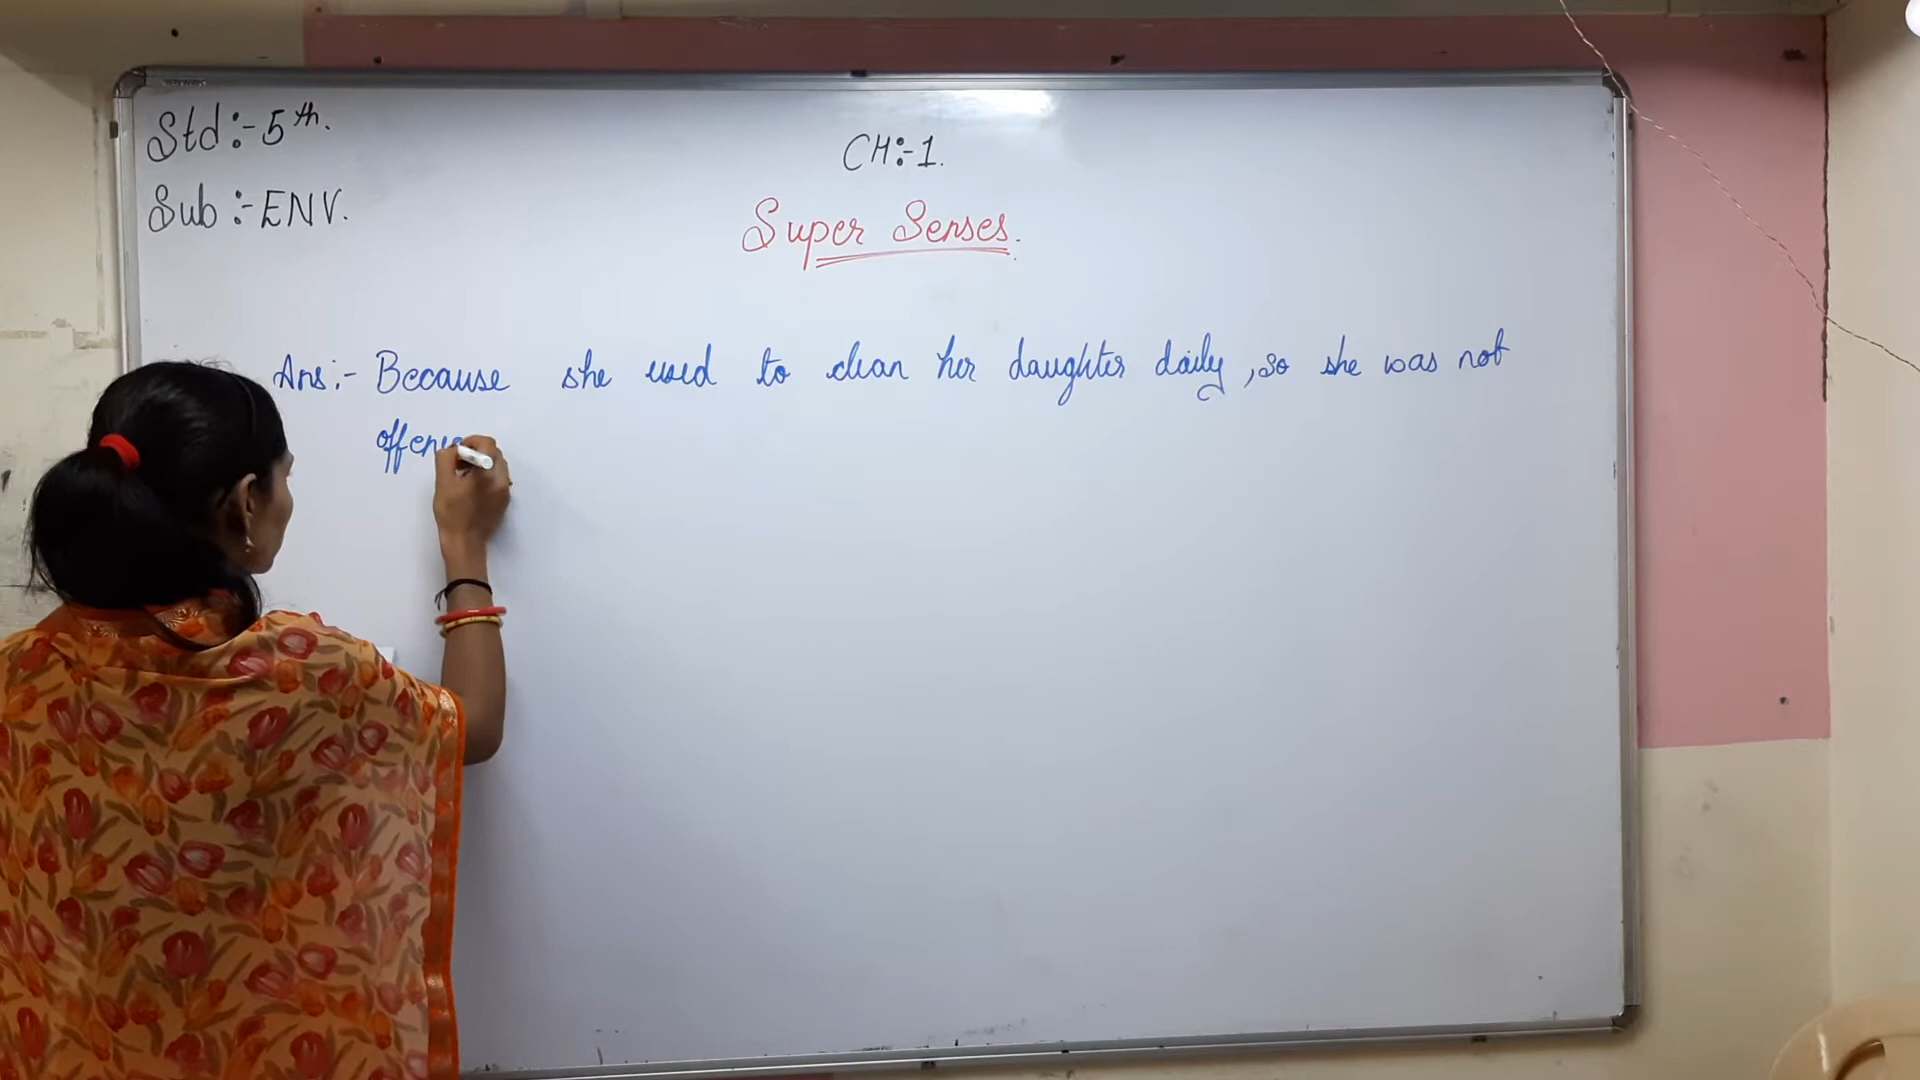 Std:- 5th.
Sub:- ENV.
CH:-1.
Super Senses.
Ans:- Because she used to clean her daughter daily, so she was not